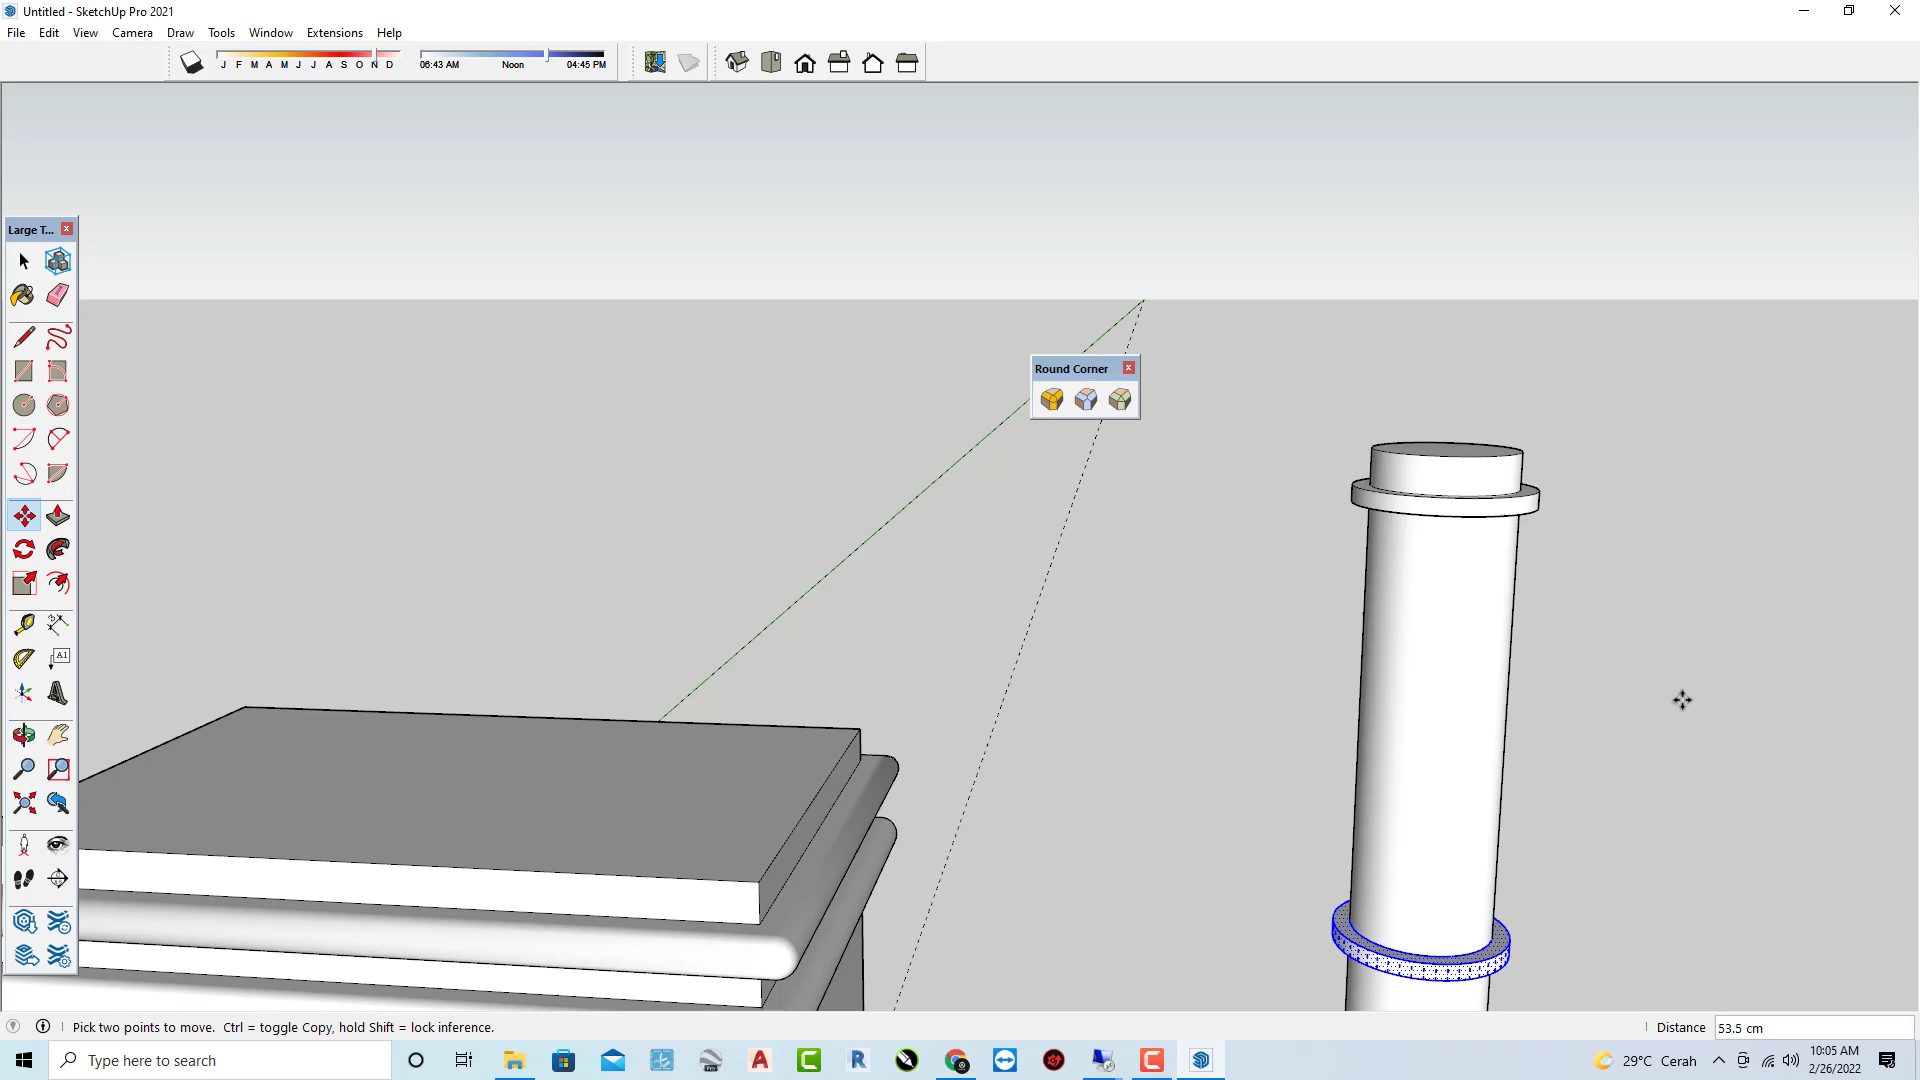 Untitled - SketchUp Pro 2021
File Edit View Camera Draw Tools Window Extensions Help
J F M A M J J A S O N D
06:43 AM Noon 04:45 PM
Large T...
Round Corner
A1
Pick two points to move. Ctrl = toggle Copy, hold Shift = lock inference.
Distance 53.5 cm
Type here to search
29°C Cerah
10:05 AM
2/26/2022